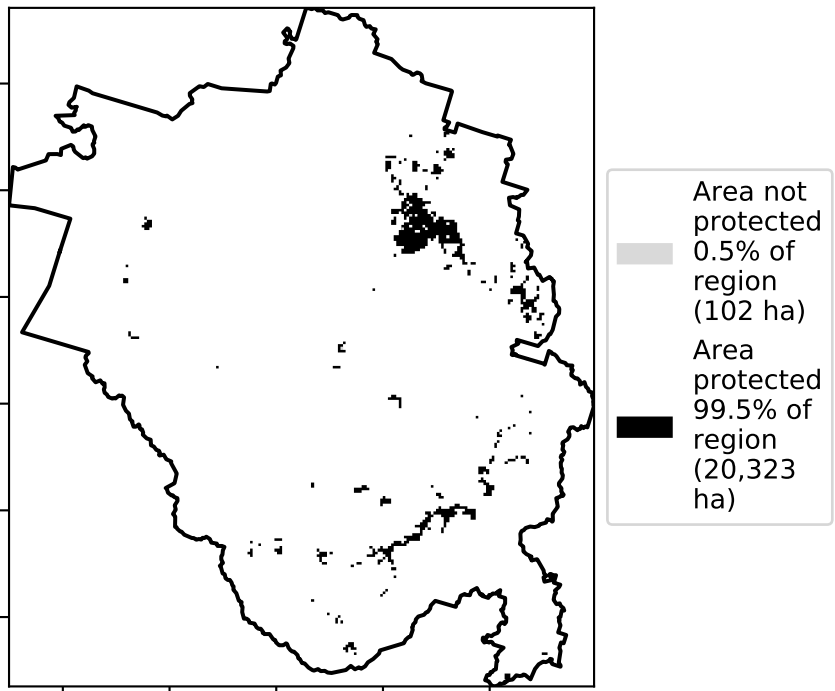 Area not
protected
0.5% of
region
(102 ha)
Area
protected
99.5% of
region
(20,323
ha)